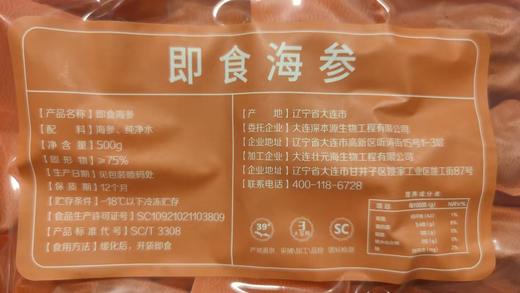 即食海参
【产品名称】即食海参
【配　　料】海参、纯净水
【净 含 量】500g
【固 形 物】≥75%
【生产日期】见包装喷码处
【保 质 期】12个月
【贮存条件】-18℃以下冷冻贮存
【食品生产许可证号】SC10921021103809
【产品标准代号】SC/T 3308
【食用方法】缓化后，开袋即食
【产　　地】辽宁省大连市
【委托企业】大连深本源生物工程有限公司
【企业地址】辽宁省大连市高新区
【加工企业】大连壮元海生物工程有限公司
【企业地址】辽宁省大连市甘井子区
【联系电话】400-118-6728
营养成分表
项目
NRV%
39°
3
SC